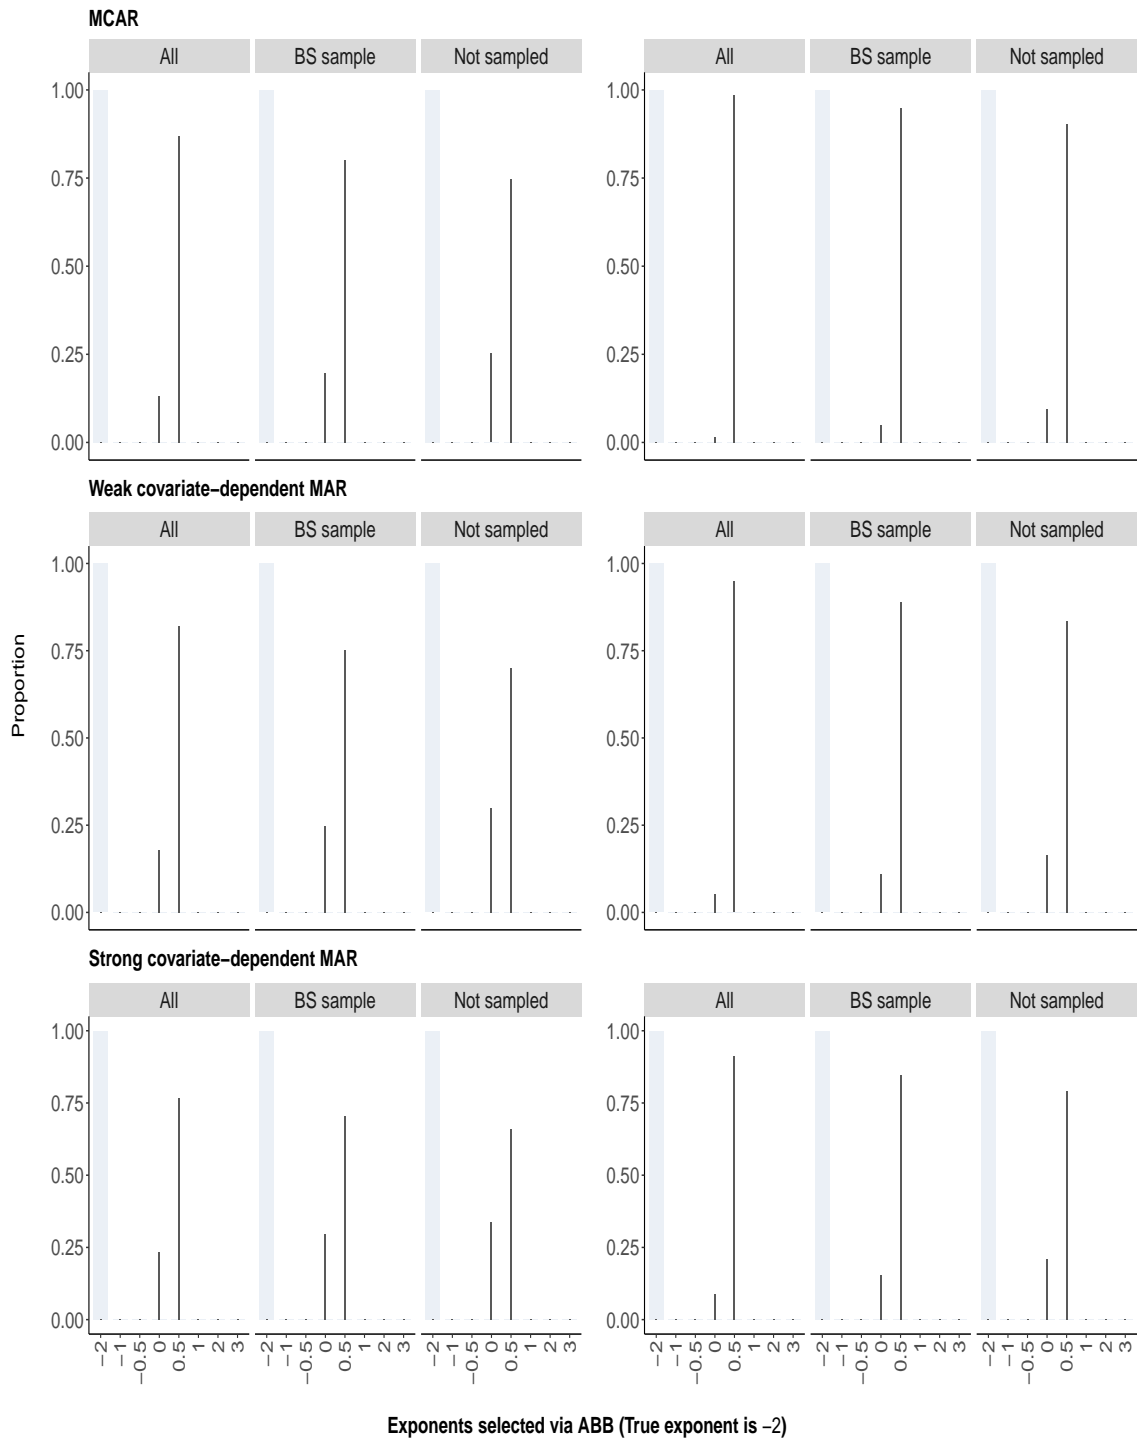 MCAR
All BS sample Not sampled All BS sample Not sampled
1.00 1.00
0.75 0.75
0.50 0.50
0.25 0.25
0.00 0.00
Weak covariate−dependent MAR
All BS sample Not sampled All BS sample Not sampled
1.00 1.00
0.75 0.75
0.50 0.50
0.25 0.25
0.00 0.00
Proportion
Strong covariate−dependent MAR
All BS sample Not sampled All BS sample Not sampled
1.00 1.00
0.75 0.75
0.50 0.50
0.25 0.25
0.00 0.00
−2 −1 −0.5 0 0.5 1 2 3 −2 −1 −0.5 0 0.5 1 2 3 −2 −1 −0.5 0 0.5 1 2 3 −2 −1 −0.5 0 0.5 1 2 3 −2 −1 −0.5 0 0.5 1 2 3 −2 −1 −0.5 0 0.5 1 2 3
Exponents selected via ABB (True exponent is −2)